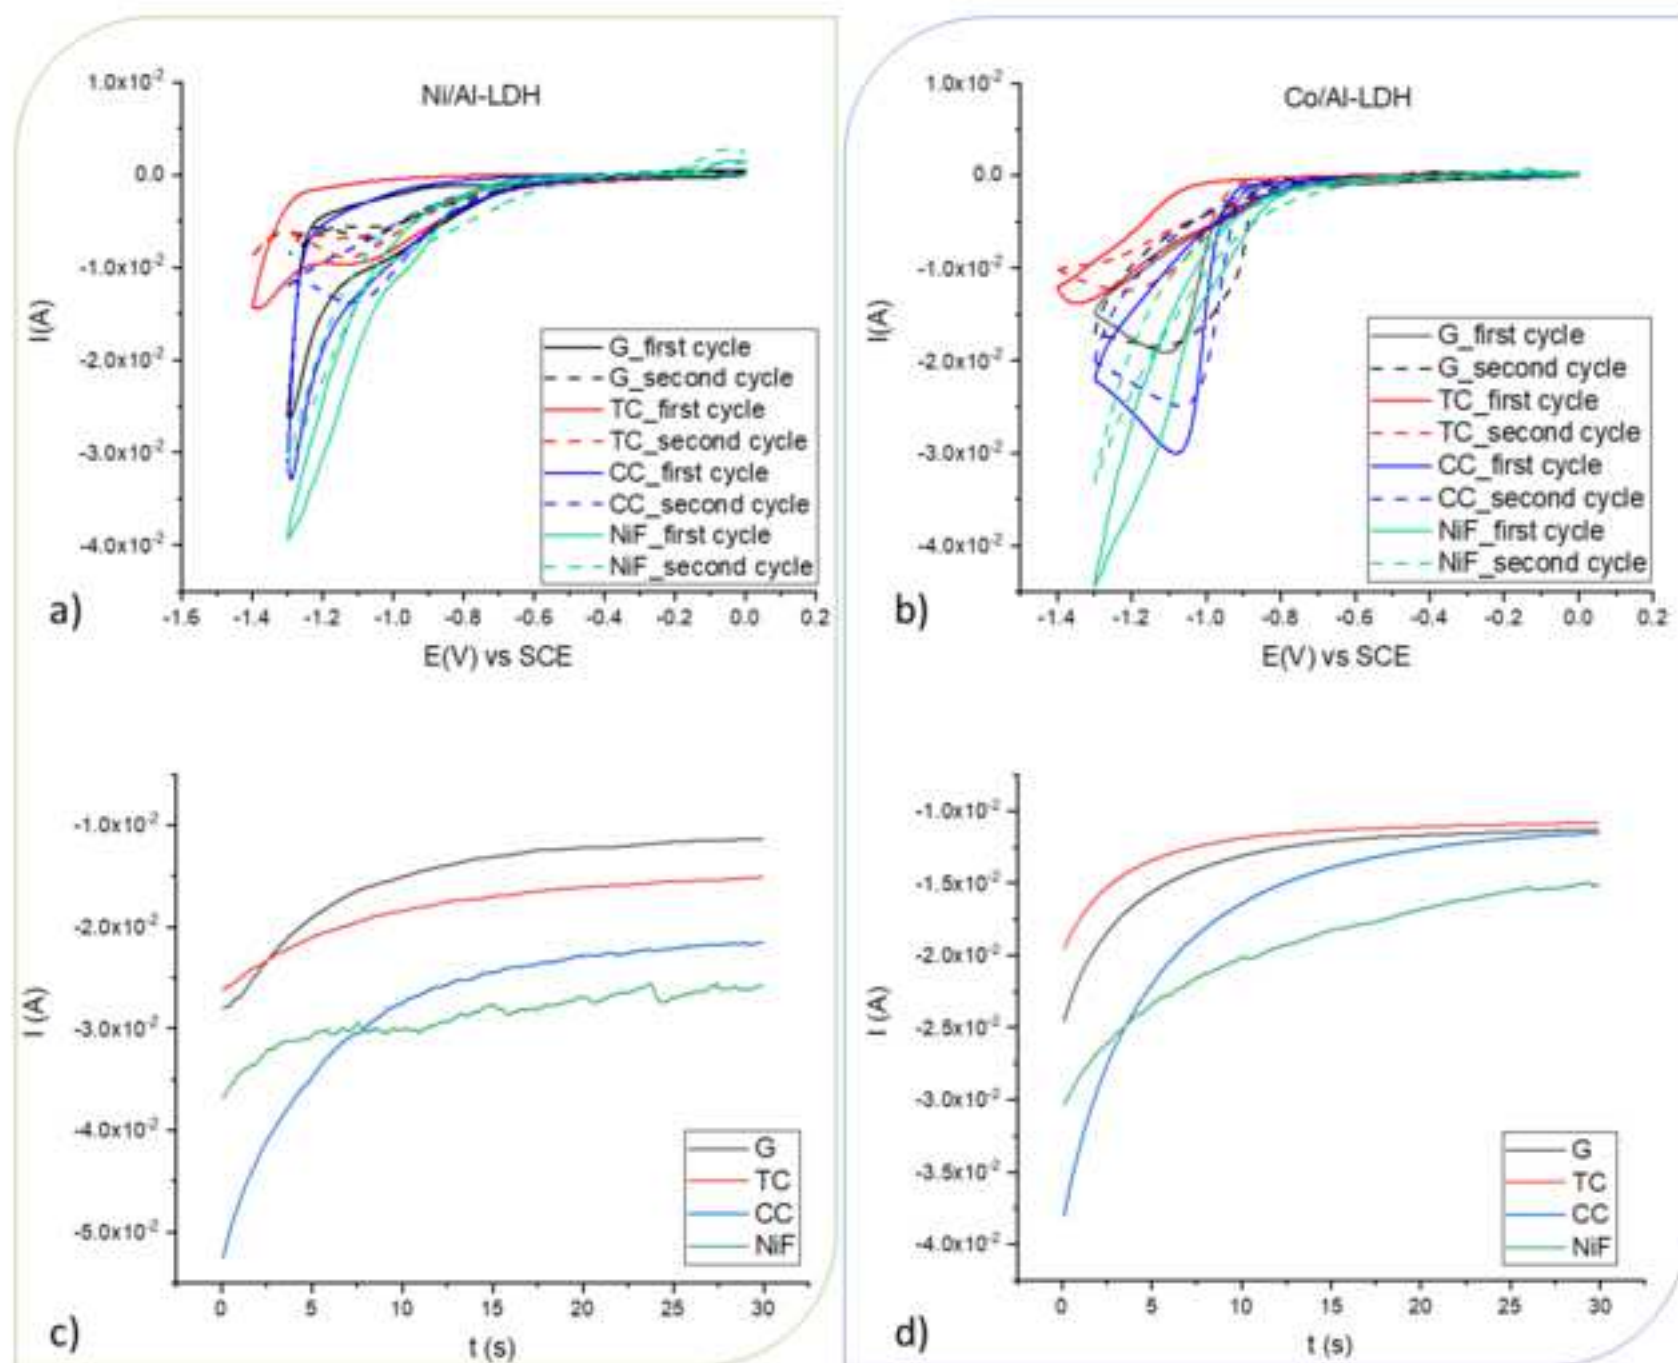 Ni/Al-LDH
1.0x10⁻²
0.0
-1.0x10⁻²
-2.0x10⁻²
-3.0x10⁻²
-4.0x10⁻²
I(A)
G_first cycle
G_second cycle
TC_first cycle
TC_second cycle
CC_first cycle
CC_second cycle
NiF_first cycle
NiF_second cycle
-1.6 -1.4 -1.2 -1.0 -0.8 -0.6 -0.4 -0.2 0.0 0.2
E(V) vs SCE
a)
Co/Al-LDH
1.0x10⁻²
0.0
-1.0x10⁻²
-2.0x10⁻²
-3.0x10⁻²
-4.0x10⁻²
I(A)
G_first cycle
G_second cycle
TC_first cycle
TC_second cycle
CC_first cycle
CC_second cycle
NiF_first cycle
NiF_second cycle
-1.4 -1.2 -1.0 -0.8 -0.6 -0.4 -0.2 0.0 0.2
E(V) vs SCE
b)
-1.0x10⁻²
-2.0x10⁻²
-3.0x10⁻²
-4.0x10⁻²
-5.0x10⁻²
I (A)
G
TC
CC
NiF
0 5 10 15 20 25 30
t (s)
c)
-1.0x10⁻²
-1.5x10⁻²
-2.0x10⁻²
-2.5x10⁻²
-3.0x10⁻²
-3.5x10⁻²
-4.0x10⁻²
I (A)
G
TC
CC
NiF
0 5 10 15 20 25 30
t (s)
d)